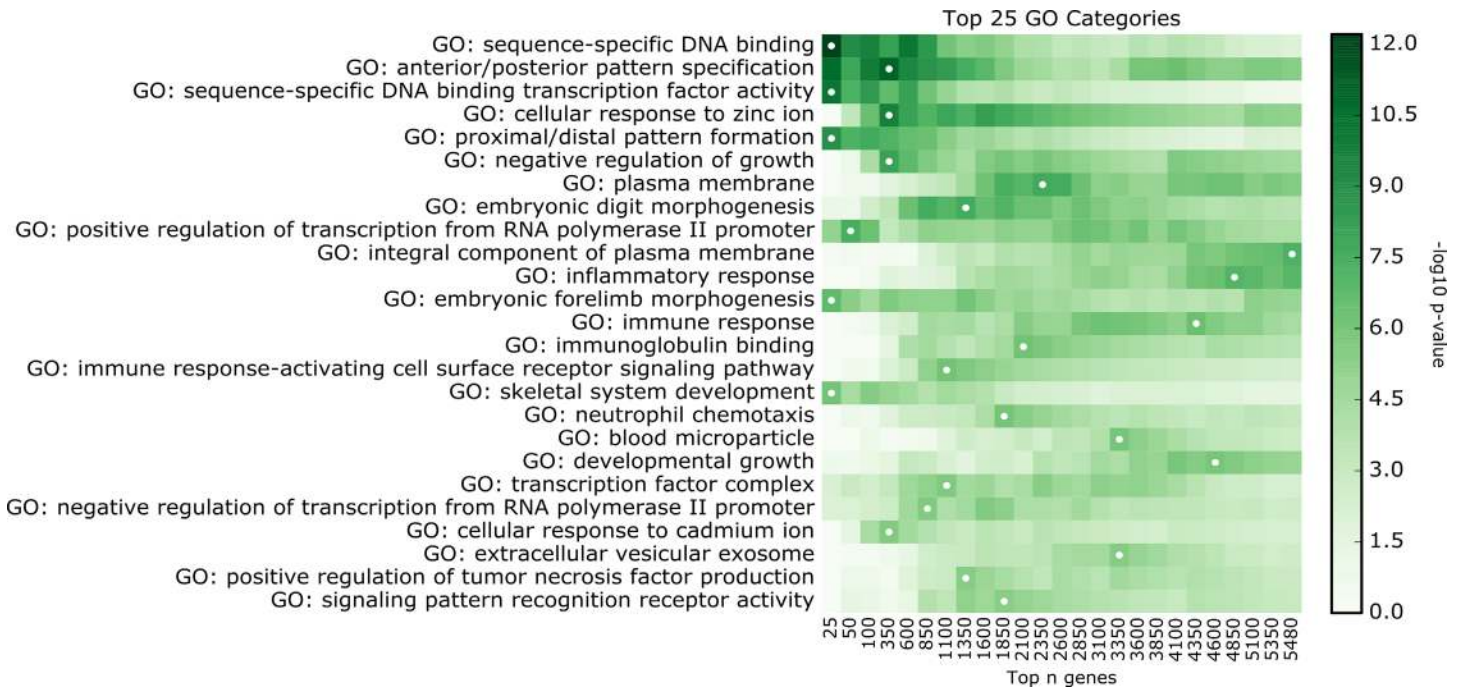 Top 25 GO Categories
GO: sequence-specific DNA binding
GO: anterior/posterior pattern specification
GO: sequence-specific DNA binding transcription factor activity
GO: cellular response to zinc ion
GO: proximal/distal pattern formation
GO: negative regulation of growth
GO: plasma membrane
GO: embryonic digit morphogenesis
GO: positive regulation of transcription from RNA polymerase II promoter
GO: integral component of plasma membrane
GO: inflammatory response
GO: embryonic forelimb morphogenesis
GO: immune response
GO: immunoglobulin binding
GO: immune response-activating cell surface receptor signaling pathway
GO: skeletal system development
GO: neutrophil chemotaxis
GO: blood microparticle
GO: developmental growth
GO: transcription factor complex
GO: negative regulation of transcription from RNA polymerase II promoter
GO: cellular response to cadmium ion
GO: extracellular vesicular exosome
GO: positive regulation of tumor necrosis factor production
GO: signaling pattern recognition receptor activity
25
50
100
350
600
850
1100
1350
1600
1850
2100
2350
2600
2850
3100
3350
3600
3850
4100
4350
4600
4850
5100
5350
5480
Top n genes
12.0
10.5
9.0
7.5
6.0
4.5
3.0
1.5
0.0
-log10 p-value